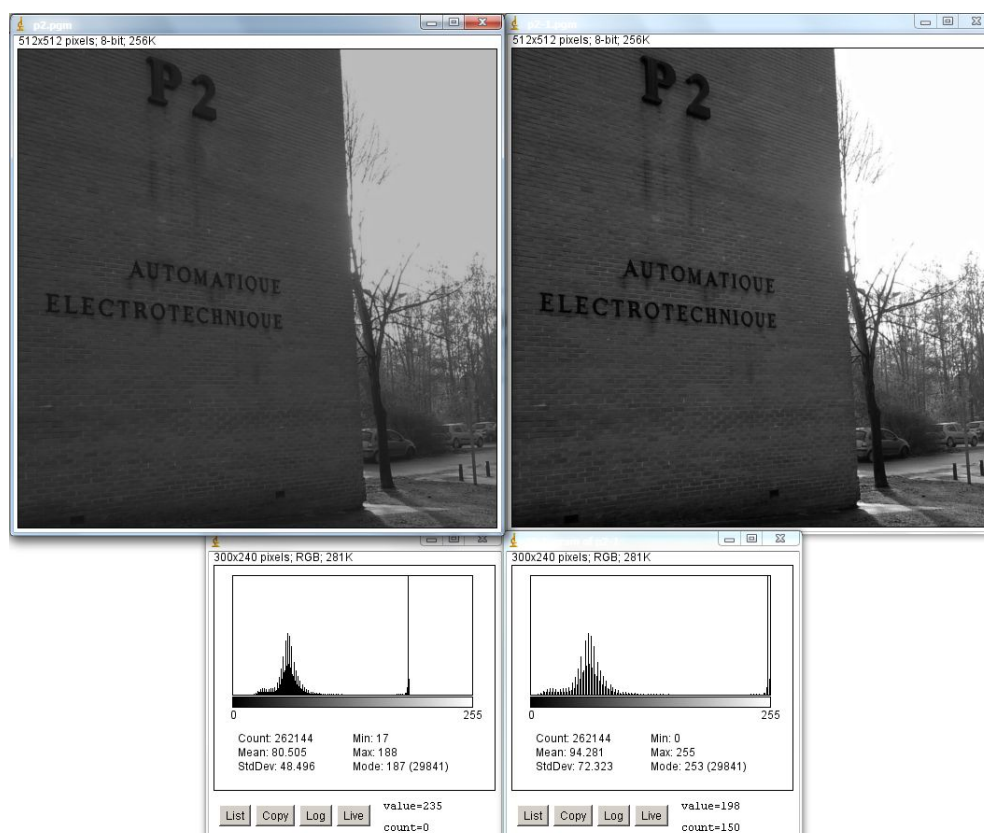 p2.pgm
512x512 pixels; 8-bit; 256K
P2
AUTOMATIQUE
ELECTROTECHNIQUE
p2-1.pgm
512x512 pixels; 8-bit; 256K
P2
AUTOMATIQUE
ELECTROTECHNIQUE
300x240 pixels; RGB; 281K
0
255
Count: 262144
Min: 17
Mean: 80.505
Max: 188
StdDev: 48.496
Mode: 187 (29841)
List
Copy
Log
Live
value=235
count=0
300x240 pixels; RGB; 281K
0
255
Count: 262144
Min: 0
Mean: 94.281
Max: 255
StdDev: 72.323
Mode: 253 (29841)
List
Copy
Log
Live
value=198
count=150